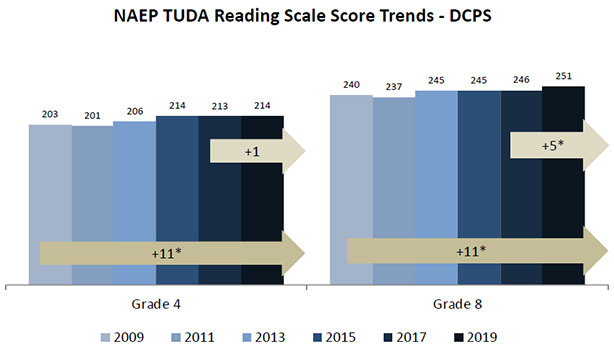 NAEP TUDA Reading Scale Score Trends - DCPS
203 201 206 214 213 214
240 237 245 245 246 251
+1
+5*
+11*
+11*
Grade 4
Grade 8
2009 2011 2013 2015 2017 2019